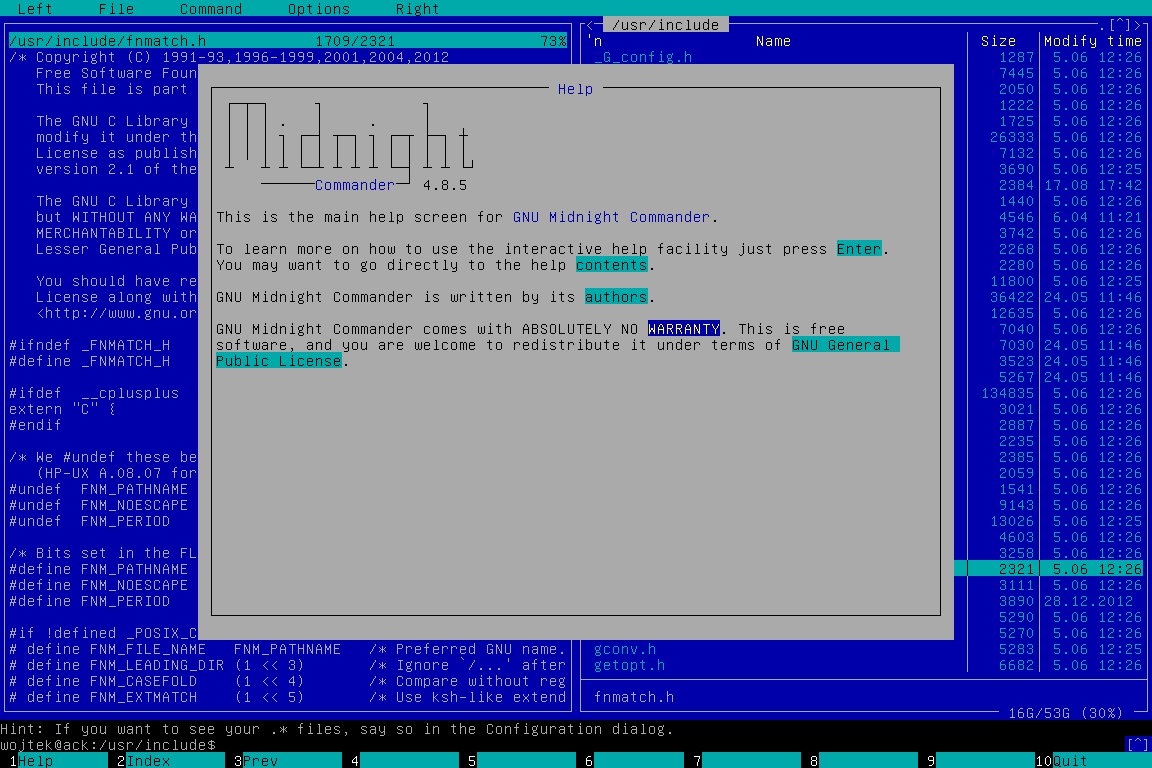 Left File Command Options Right
/usr/include/fnmatch.h 1709/2321 73%
/* Copyright (C) 1991-93,1996-1999,2001,2004,2012
Free Software Foun
This file is part
The GNU C Library
modify it under th
License as publish
version 2.1 of the
The GNU C Library
but WITHOUT ANY WA
MERCHANTABILITY or
Lesser General Pub
You should have re
License along with
<http://www.gnu.or
#ifndef _FNMATCH_H
#define _FNMATCH_H
#ifdef __cplusplus
extern "C" {
#endif
/* We #undef these be
(HP-UX A.08.07 for
#undef FNM_PATHNAME
#undef FNM_NOESCAPE
#undef FNM_PERIOD
/* Bits set in the FL
#define FNM_PATHNAME
#define FNM_NOESCAPE
#define FNM_PERIOD
#if !defined _POSIX_C
# define FNM_FILE_NAME FNM_PATHNAME /* Preferred GNU name.
# define FNM_LEADING_DIR (1 << 3) /* Ignore `/...' after
# define FNM_CASEFOLD (1 << 4) /* Compare without reg
# define FNM_EXTMATCH (1 << 5) /* Use ksh-like extend
Help
Midnight
Commander 4.8.5
This is the main help screen for GNU Midnight Commander.
To learn more on how to use the interactive help facility just press Enter.
You may want to go directly to the help contents.
GNU Midnight Commander is written by its authors.
GNU Midnight Commander comes with ABSOLUTELY NO WARRANTY. This is free
software, and you are welcome to redistribute it under terms of GNU General
Public License.
<- /usr/include .[^]>
'n Name Size Modify time
_G_config.h 1287 5.06 12:26
7445 5.06 12:26
2050 5.06 12:26
1222 5.06 12:26
1725 5.06 12:26
26333 5.06 12:26
7132 5.06 12:26
3690 5.06 12:25
2384 17.08 17:42
1440 5.06 12:26
4546 6.04 11:21
3742 5.06 12:26
2268 5.06 12:26
2280 5.06 12:26
11800 5.06 12:25
36422 24.05 11:46
12635 5.06 12:26
7040 5.06 12:26
7030 24.05 11:46
3523 24.05 11:46
5267 24.05 11:46
134835 5.06 12:26
3021 5.06 12:26
2887 5.06 12:26
2235 5.06 12:26
2385 5.06 12:26
2059 5.06 12:26
1541 5.06 12:26
9143 5.06 12:26
13026 5.06 12:25
4603 5.06 12:26
3258 5.06 12:26
2321 5.06 12:26
3111 5.06 12:26
3890 28.12.2012
5290 5.06 12:26
5270 5.06 12:26
gconv.h 5283 5.06 12:25
getopt.h 6682 5.06 12:26
fnmatch.h
16G/53G (30%)
Hint: If you want to see your .* files, say so in the Configuration dialog.
wojtek@ack:/usr/include$ [^]
1Help 2Index 3Prev 4 5 6 7 8 9 10Quit